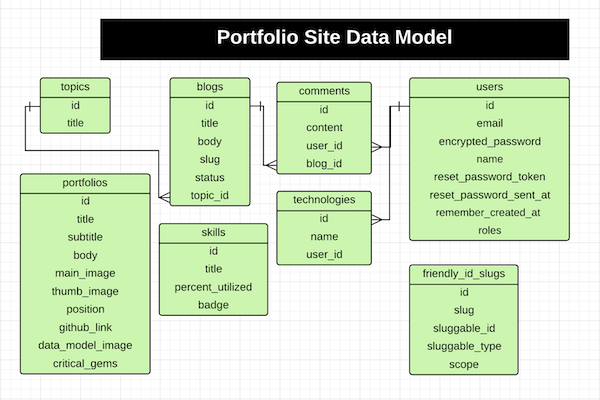 Portfolio Site Data Model
topics
id
title
blogs
id
title
body
slug
status
topic_id
comments
id
content
user_id
blog_id
users
id
email
encrypted_password
name
reset_password_token
reset_password_sent_at
remember_created_at
roles
portfolios
id
title
subtitle
body
main_image
thumb_image
position
github_link
data_model_image
critical_gems
skills
id
title
percent_utilized
badge
technologies
id
name
user_id
friendly_id_slugs
id
slug
sluggable_id
sluggable_type
scope